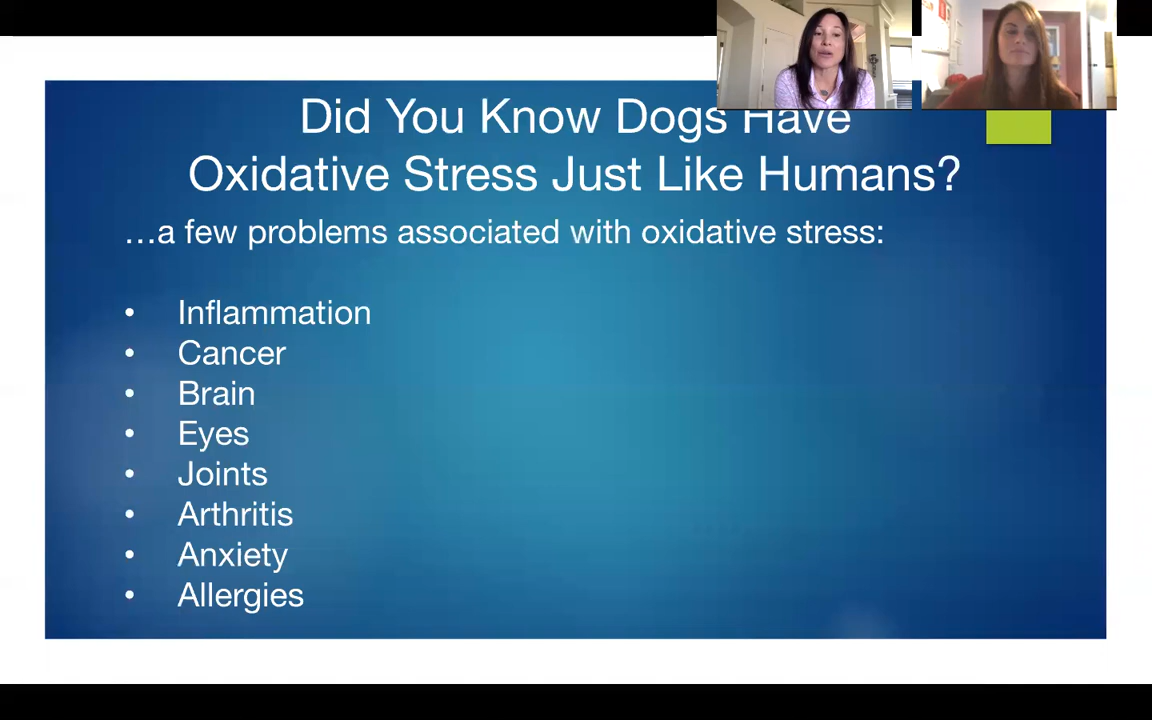 Did You Know Dogs Have
Oxidative Stress Just Like Humans?
…a few problems associated with oxidative stress:
• Inflammation
• Cancer
• Brain
• Eyes
• Joints
• Arthritis
• Anxiety
• Allergies